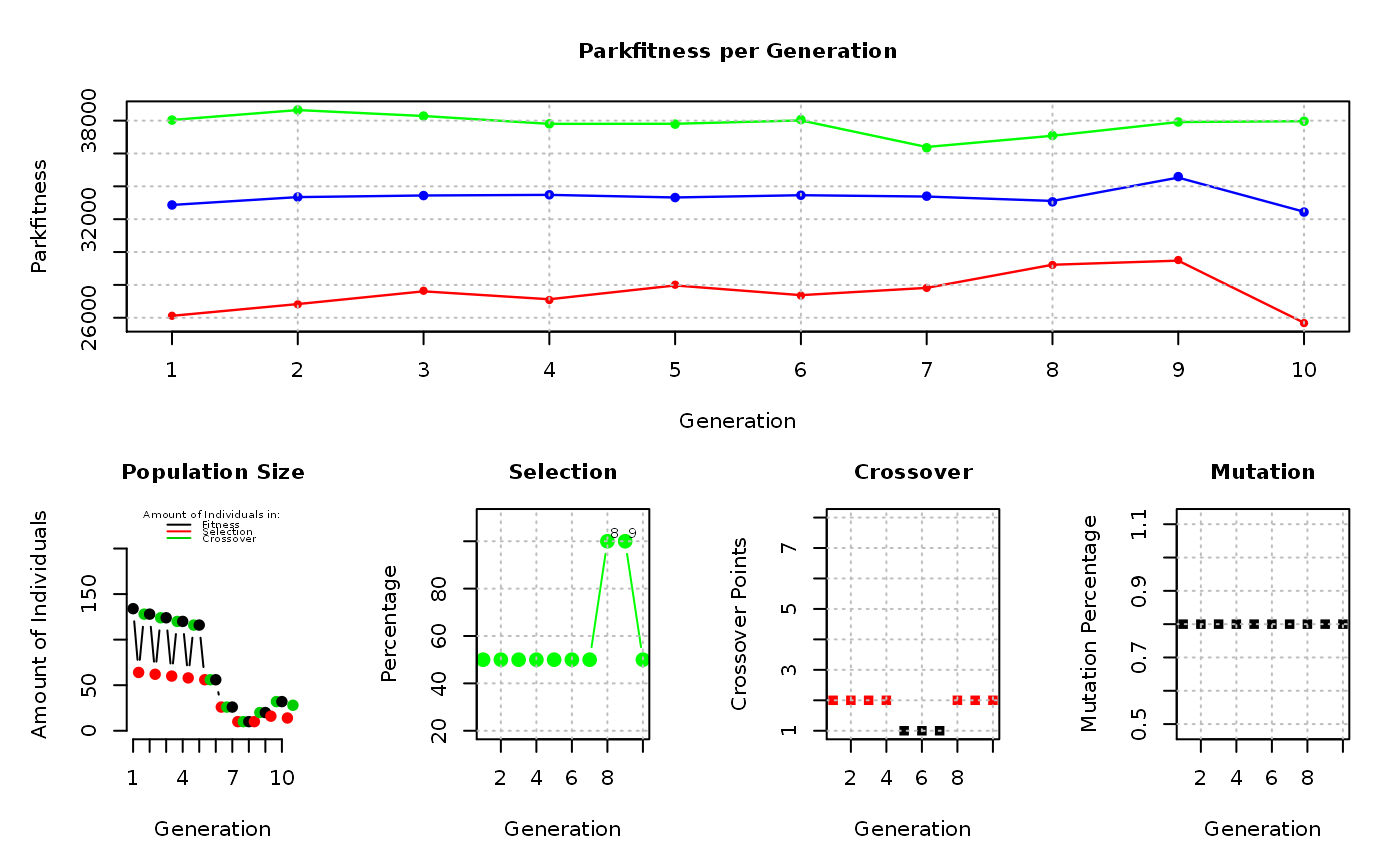 Parkfitness per Generation
Parkfitness
38000
32000
26000
1 2 3 4 5 6 7 8 9 10
Generation
Population Size
Amount of Individuals in:
Fitness
Selection
Crossover
Amount of Individuals
150
50
0
1 4 7 10
Generation
Selection
8 9
Percentage
80
60
40
20
2 4 6 8
Generation
Crossover
Crossover Points
7
5
3
1
2 4 6 8
Generation
Mutation
Mutation Percentage
1.1
0.9
0.7
0.5
2 4 6 8
Generation